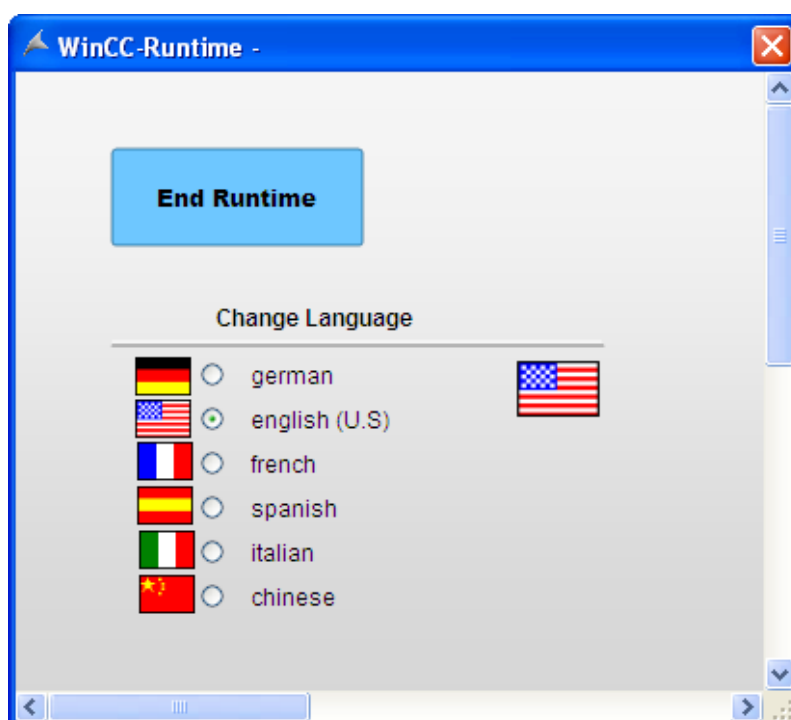 WinCC-Runtime -
End Runtime
Change Language
german
english (U.S)
french
spanish
italian
chinese